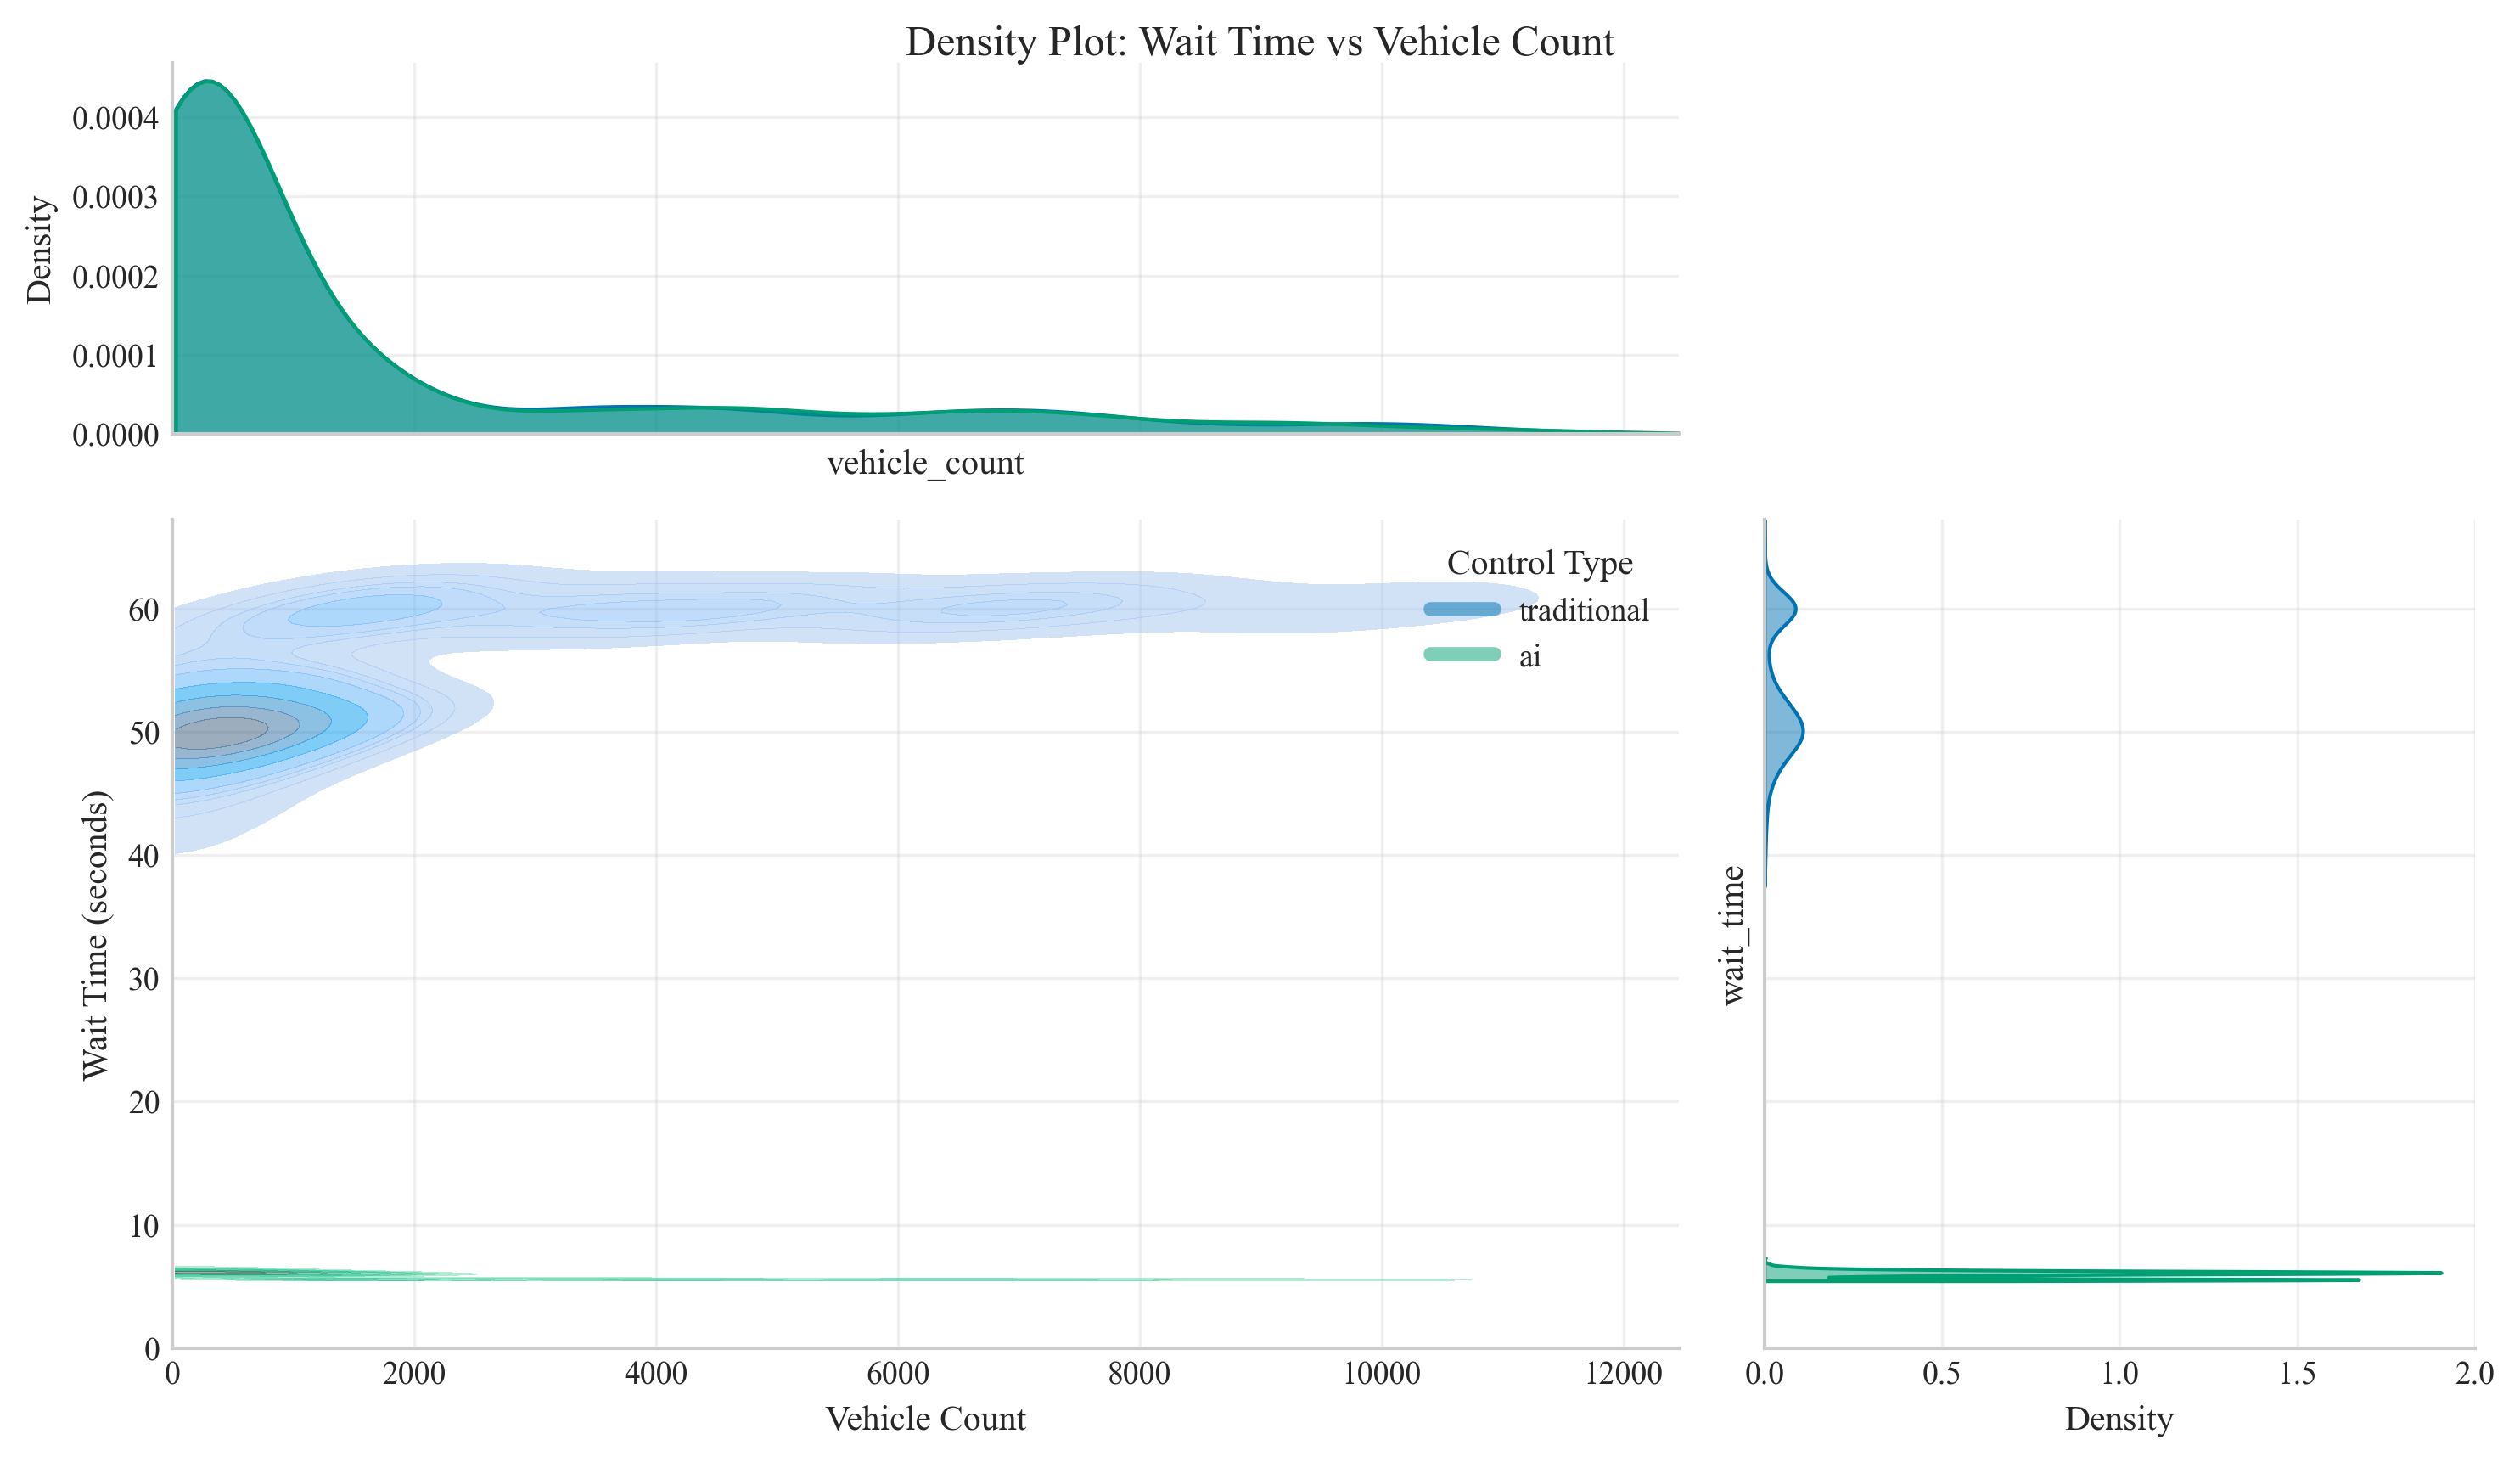 Density Plot: Wait Time vs Vehicle Count
Density
0.0004
0.0003
0.0002
0.0001
0.0000
vehicle_count
Wait Time (seconds)
60
50
40
30
20
10
0
Control Type
traditional
ai
0 2000 4000 6000 8000 10000 12000
Vehicle Count
wait_time
0.0 0.5 1.0 1.5 2.0
Density